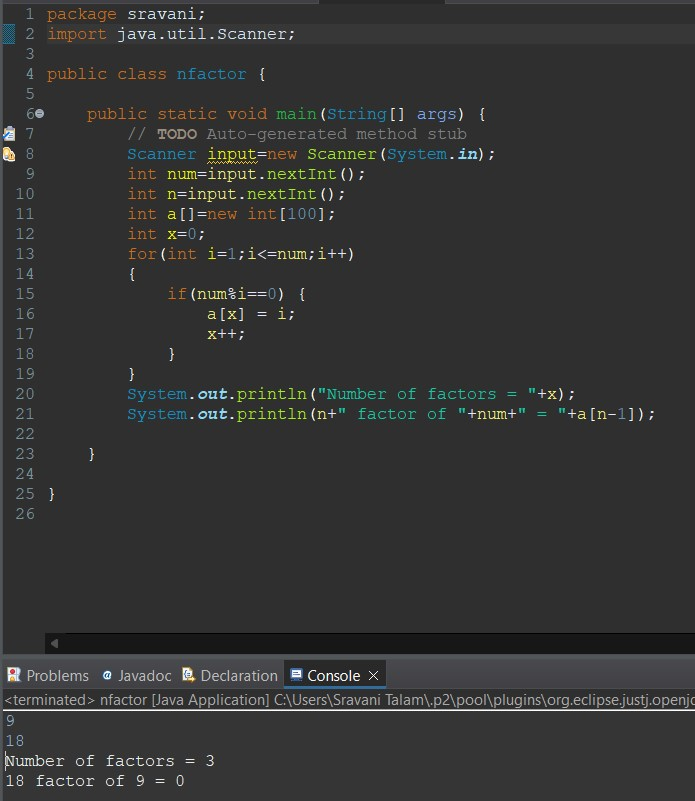 1 package sravani;
2 import java.util.Scanner;
3
4 public class nfactor {
5
6 public static void main(String[] args) {
7 // TODO Auto-generated method stub
8 Scanner input=new Scanner(System.in);
9 int num=input.nextInt();
10 int n=input.nextInt();
11 int a[]=new int[100];
12 int x=0;
13 for(int i=1;i<=num;i++)
14 {
15 if(num%i==0) {
16 a[x] = i;
17 x++;
18 }
19 }
20 System.out.println("Number of factors = "+x);
21 System.out.println(n+" factor of "+num+" = "+a[n-1]);
22
23 }
24
25 }
26
Problems Javadoc Declaration Console
<terminated> nfactor [Java Application] C:\Users\Sravani Talam\.p2\pool\plugins\org.eclipse.justj.openjd
9
18
Number of factors = 3
18 factor of 9 = 0